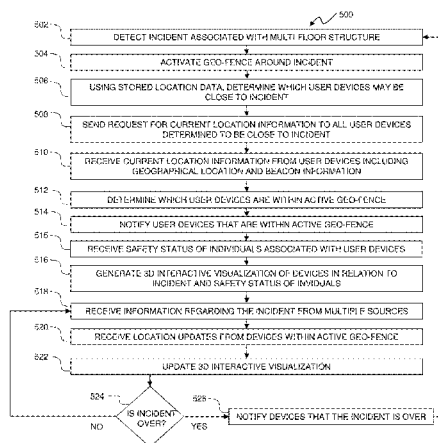 500
502
DETECT INCIDENT ASSOCIATED WITH MULTI FLOOR STRUCTURE
504
ACTIVATE GEO-FENCE AROUND INCIDENT
506
USING STORED LOCATION DATA, DETERMINE WHICH USER DEVICES MAY BE
CLOSE TO INCIDENT
508
SEND REQUEST FOR CURRENT LOCATION INFORMATION TO ALL USER DEVICES
DETERMINED TO BE CLOSE TO INCIDENT
510
RECEIVE CURRENT LOCATION INFORMATION FROM USER DEVICES INCLUDING
GEOGRAPHICAL LOCATION AND BEACON INFORMATION
512
DETERMINE WHICH USER DEVICES ARE WITHIN ACTIVE GEO-FENCE
514
NOTIFY USER DEVICES THAT ARE WITHIN ACTIVE GEO-FENCE
515
RECEIVE SAFETY STATUS OF INDIVIDUALS ASSOCIATED WITH USER DEVICES
616
GENERATE 3D INTERACTIVE VISUALIZATION OF DEVICES IN RELATION TO
INCIDENT AND SAFETY STATUS OF INVIDUALS
618
RECEIVE INFORMATION REGARDING THE INCIDENT FROM MULTIPLE SOURCES
620
RECEIVE LOCATION UPDATES FROM DEVICES WITHIN ACTIVE GEO-FENCE
622
UPDATE 3D INTERACTIVE VISUALIZATION
524
IS INCIDENT
OVER?
NO
YES
NOTIFY DEVICES THAT THE INCIDENT IS OVER